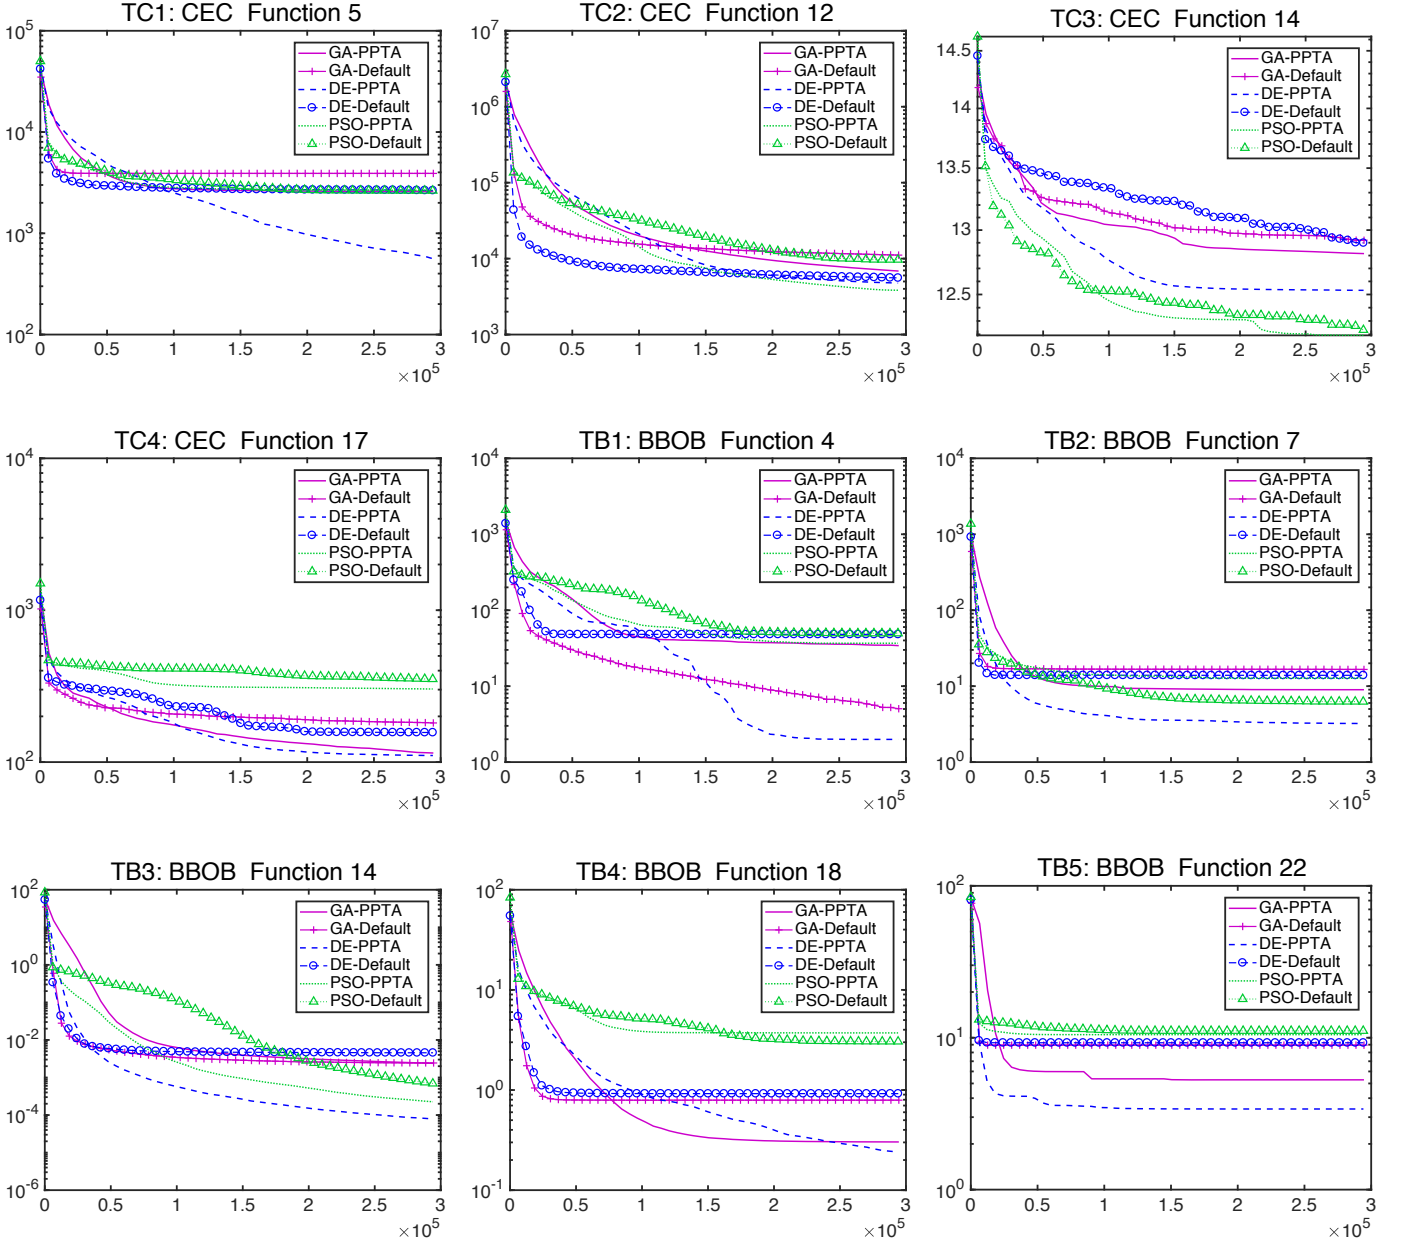 TC1: CEC  Function 5
10^5
10^4
10^3
10^2
0 0.5 1 1.5 2 2.5 3
×10^5
GA-PPTA
GA-Default
DE-PPTA
DE-Default
PSO-PPTA
PSO-Default
TC2: CEC  Function 12
10^7
10^6
10^5
10^4
10^3
0 0.5 1 1.5 2 2.5 3
×10^5
GA-PPTA
GA-Default
DE-PPTA
DE-Default
PSO-PPTA
PSO-Default
TC3: CEC  Function 14
14.5
14
13.5
13
12.5
0 0.5 1 1.5 2 2.5 3
×10^5
GA-PPTA
GA-Default
DE-PPTA
DE-Default
PSO-PPTA
PSO-Default
TC4: CEC  Function 17
10^4
10^3
10^2
0 0.5 1 1.5 2 2.5 3
×10^5
GA-PPTA
GA-Default
DE-PPTA
DE-Default
PSO-PPTA
PSO-Default
TB1: BBOB  Function 4
10^4
10^3
10^2
10^1
10^0
0 0.5 1 1.5 2 2.5 3
×10^5
GA-PPTA
GA-Default
DE-PPTA
DE-Default
PSO-PPTA
PSO-Default
TB2: BBOB  Function 7
10^4
10^3
10^2
10^1
10^0
0 0.5 1 1.5 2 2.5 3
×10^5
GA-PPTA
GA-Default
DE-PPTA
DE-Default
PSO-PPTA
PSO-Default
TB3: BBOB  Function 14
10^2
10^0
10^-2
10^-4
10^-6
0 0.5 1 1.5 2 2.5 3
×10^5
GA-PPTA
GA-Default
DE-PPTA
DE-Default
PSO-PPTA
PSO-Default
TB4: BBOB  Function 18
10^2
10^1
10^0
10^-1
0 0.5 1 1.5 2 2.5 3
×10^5
GA-PPTA
GA-Default
DE-PPTA
DE-Default
PSO-PPTA
PSO-Default
TB5: BBOB  Function 22
10^2
10^1
10^0
0 0.5 1 1.5 2 2.5 3
×10^5
GA-PPTA
GA-Default
DE-PPTA
DE-Default
PSO-PPTA
PSO-Default